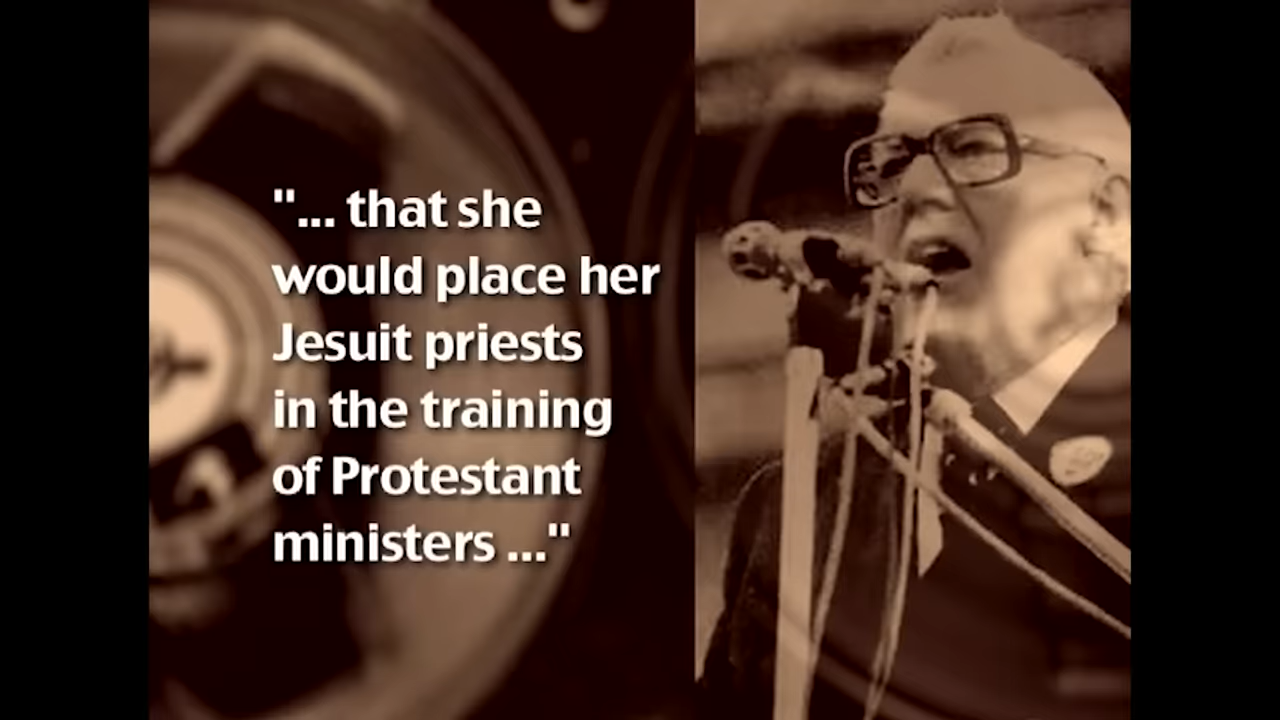 "... that she
would place her
Jesuit priests
in the training
of Protestant
ministers ..."